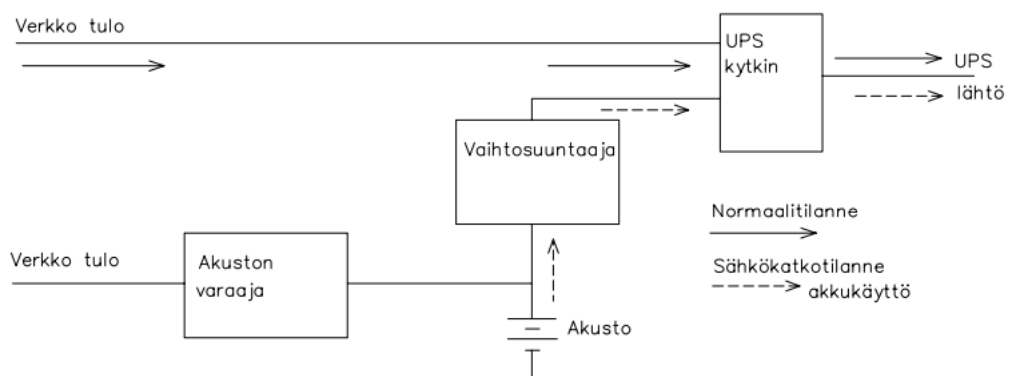 Verkko tulo
UPS
kytkin
UPS
lähtö
Vaihtosuuntaaja
Normaalitilanne
Verkko tulo
Akuston
varaaja
Sähkökatkotilanne
akkukäyttö
Akusto